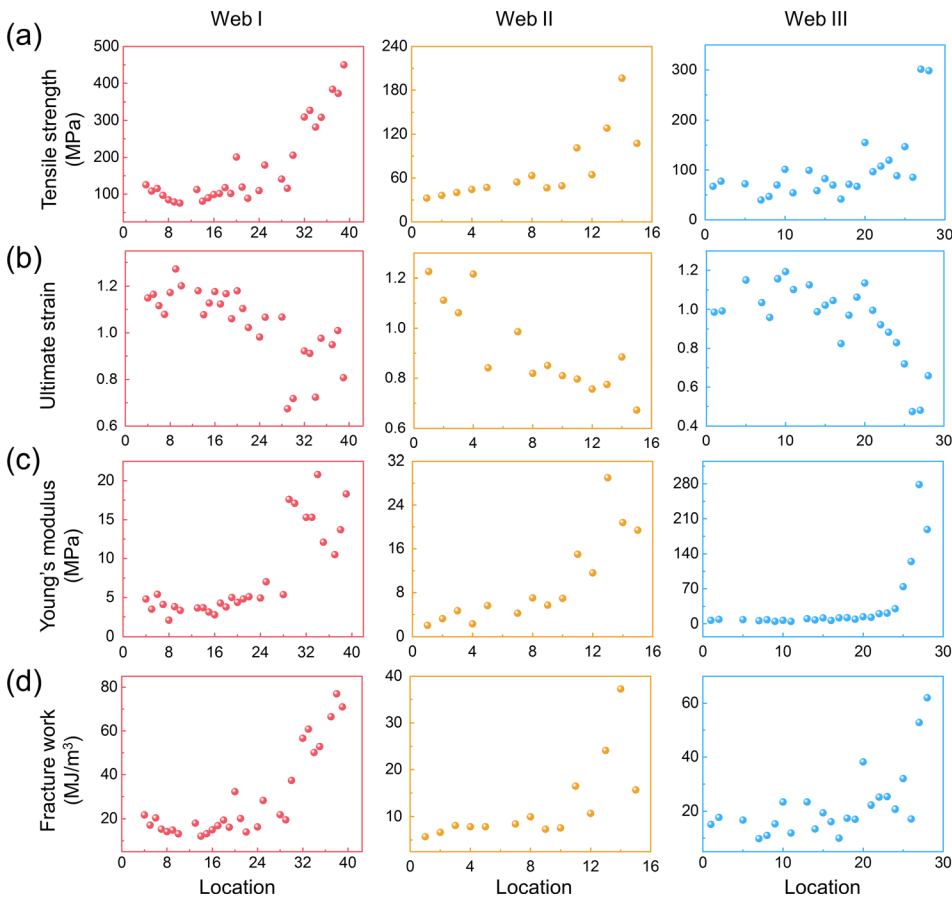 Web I Web II Web III
(a)
Tensile strength
(MPa)
500
400
300
200
100
0 8 16 24 32 40
240
180
120
60
0
0 4 8 12 16
300
200
100
0
0 10 20 30
(b)
Ultimate strain
1.2
1.0
0.8
0.6
0 8 16 24 32 40
1.2
1.0
0.8
0.6
0 4 8 12 16
1.2
1.0
0.8
0.6
0.4
0 10 20 30
(c)
Young's modulus
(MPa)
20
15
10
5
0
0 8 16 24 32 40
32
24
16
8
0
0 4 8 12 16
280
210
140
70
0
0 10 20 30
(d)
Fracture work
(MJ/m³)
80
60
40
20
0 8 16 24 32 40
40
30
20
10
0 4 8 12 16
60
40
20
0 10 20 30
Location Location Location